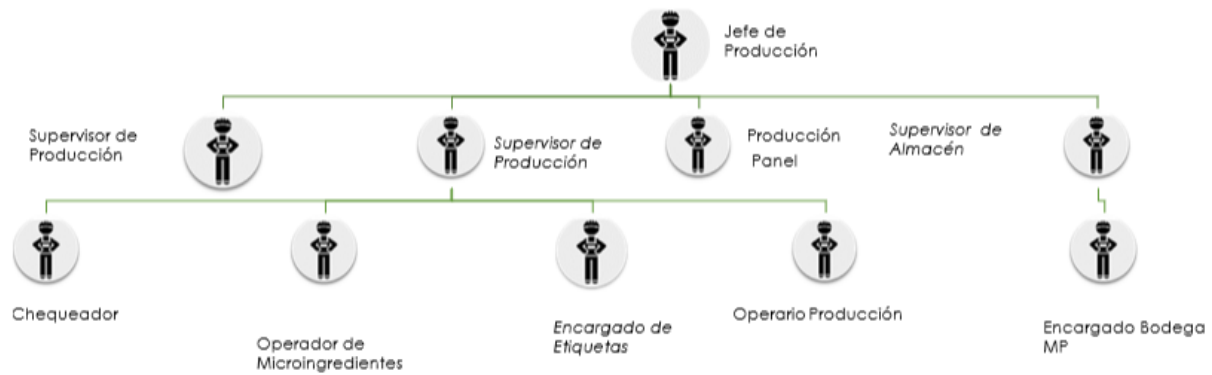 Jefe de
Producción
Supervisor de
Producción
Supervisor de
Producción
Producción
Panel
Supervisor de
Almacén
Chequeador
Operador de
Microingredientes
Encargado de
Etiquetas
Operario Producción
Encargado Bodega
MP